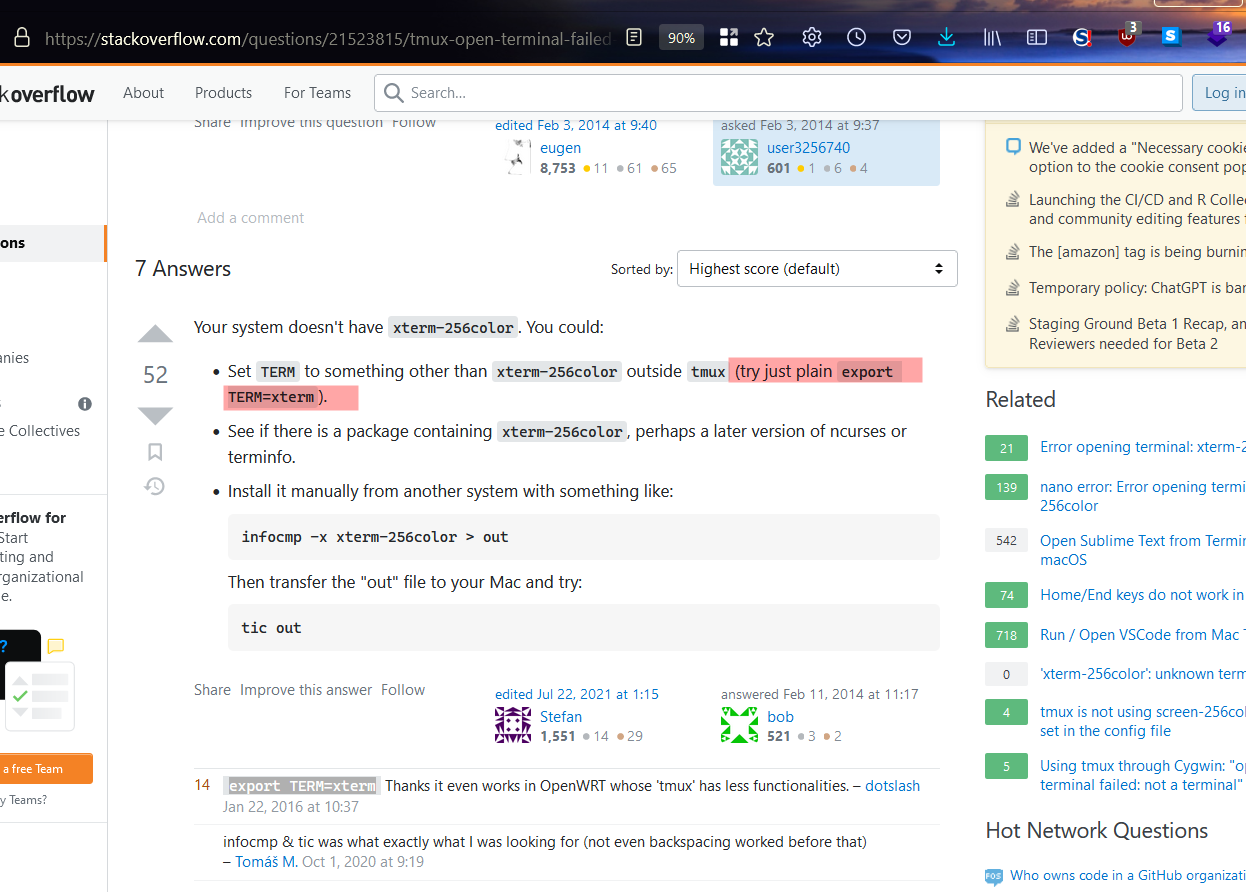 https://stackoverflow.com/questions/21523815/tmux-open-terminal-failed
90%
3
16
overflow
About
Products
For Teams
Search...
Log in
Share Improve this question Follow
edited Feb 3, 2014 at 9:40
eugen
8,753 11 61 65
asked Feb 3, 2014 at 9:37
user3256740
601 1 6 4
Add a comment
ons
7 Answers
Sorted by:
Highest score (default)
52
Your system doesn't have xterm-256color. You could:
• Set TERM to something other than xterm-256color outside tmux (try just plain export
TERM=xterm).
• See if there is a package containing xterm-256color, perhaps a later version of ncurses or
terminfo.
• Install it manually from another system with something like:
infocmp -x xterm-256color > out
Then transfer the "out" file to your Mac and try:
tic out
Share Improve this answer Follow
edited Jul 22, 2021 at 1:15
Stefan
1,551 14 29
answered Feb 11, 2014 at 11:17
bob
521 3 2
14 export TERM=xterm Thanks it even works in OpenWRT whose 'tmux' has less functionalities. – dotslash
Jan 22, 2016 at 10:37
infocmp & tic was what exactly what I was looking for (not even backspacing worked before that)
– Tomáš M. Oct 1, 2020 at 9:19
anies
e Collectives
erflow for
Start
ting and
rganizational
e.
?
a free Team
y Teams?
We've added a "Necessary cookie
option to the cookie consent pop
Launching the CI/CD and R Colle
and community editing features
The [amazon] tag is being burnin
Temporary policy: ChatGPT is ban
Staging Ground Beta 1 Recap, an
Reviewers needed for Beta 2
Related
21 Error opening terminal: xterm-2
139 nano error: Error opening termi
256color
542 Open Sublime Text from Termin
macOS
74 Home/End keys do not work in
718 Run / Open VSCode from Mac T
0 'xterm-256color': unknown term
4 tmux is not using screen-256col
set in the config file
5 Using tmux through Cygwin: "op
terminal failed: not a terminal"
Hot Network Questions
FOS Who owns code in a GitHub organizati